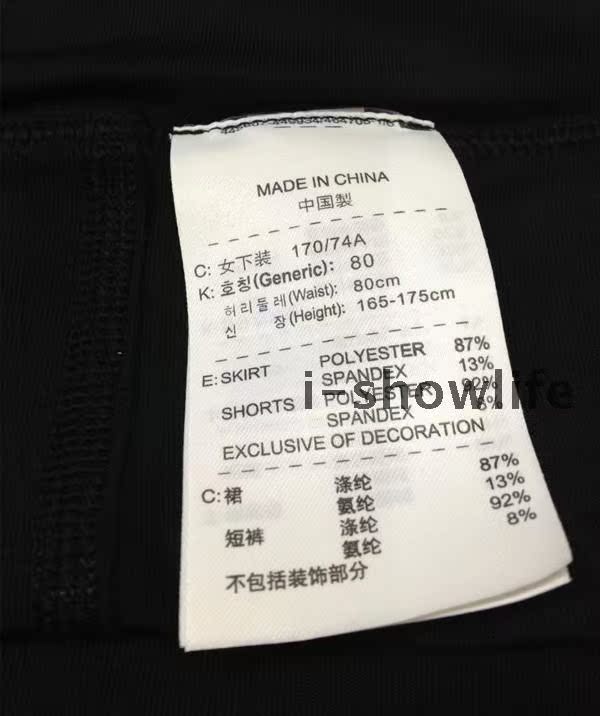 MADE IN CHINA
中国製
C: 女下装 170/74A
K: 호칭(Generic): 80
허리둘레(Waist): 80cm
신 장(Height): 165-175cm
E: SKIRT POLYESTER 87%
SPANDEX 13%
SHORTS POLYESTER 92%
SPANDEX 8%
i-showlife
EXCLUSIVE OF DECORATION
C: 裙 涤纶 87%
氨纶 13%
短裤 涤纶 92%
氨纶 8%
不包括装饰部分